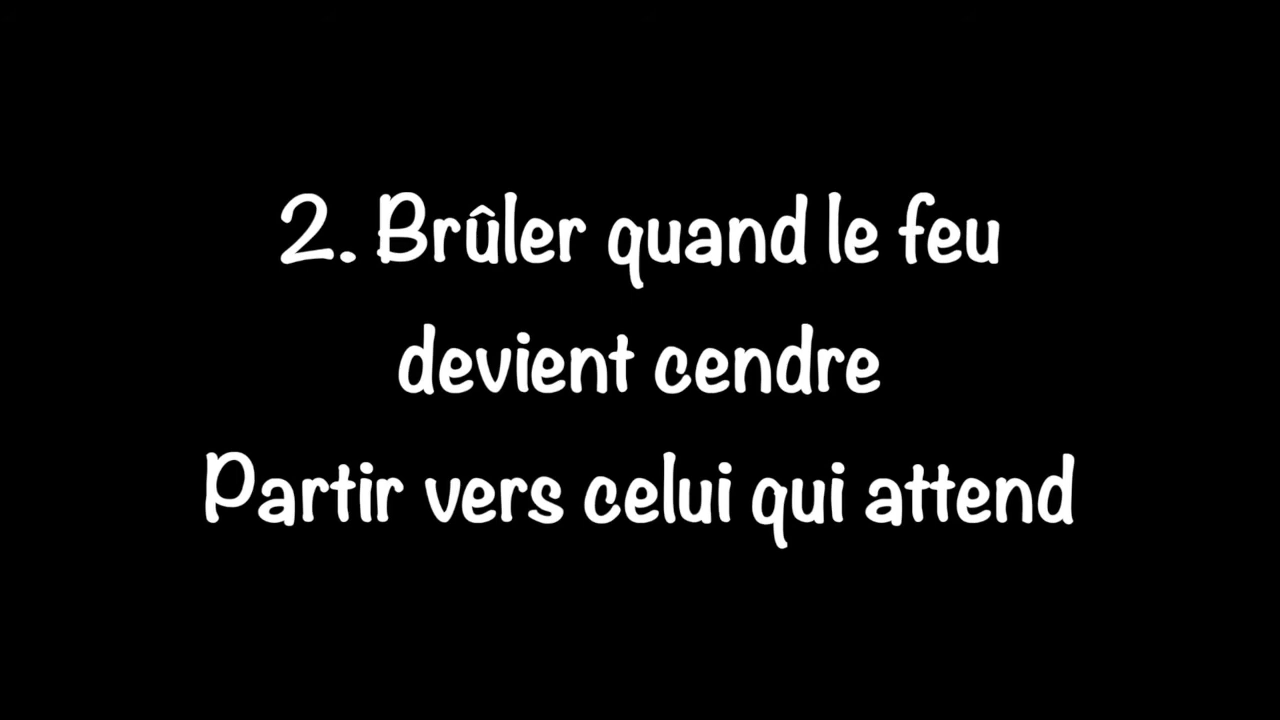 2. Brûler quand le feu
devient cendre
Partir vers celui qui attend